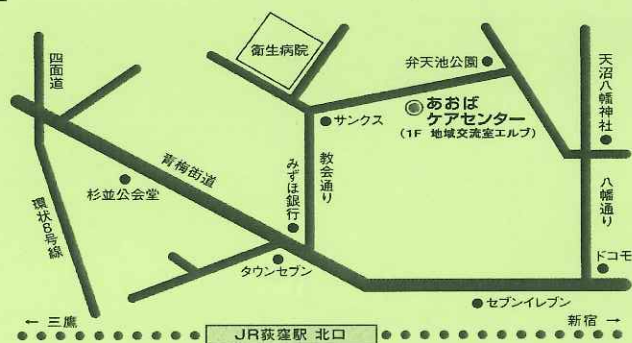 四面道
衛生病院
弁天池公園
天沼八幡神社
あおば
ケアセンター
(1F 地域交流室エルブ)
サンクス
青梅街道
教会通り
みずほ銀行
杉並公会堂
環状8号線
八幡通り
タウンセブン
ドコモ
セブンイレブン
← 三鷹
新宿 →
JR荻窪駅 北口